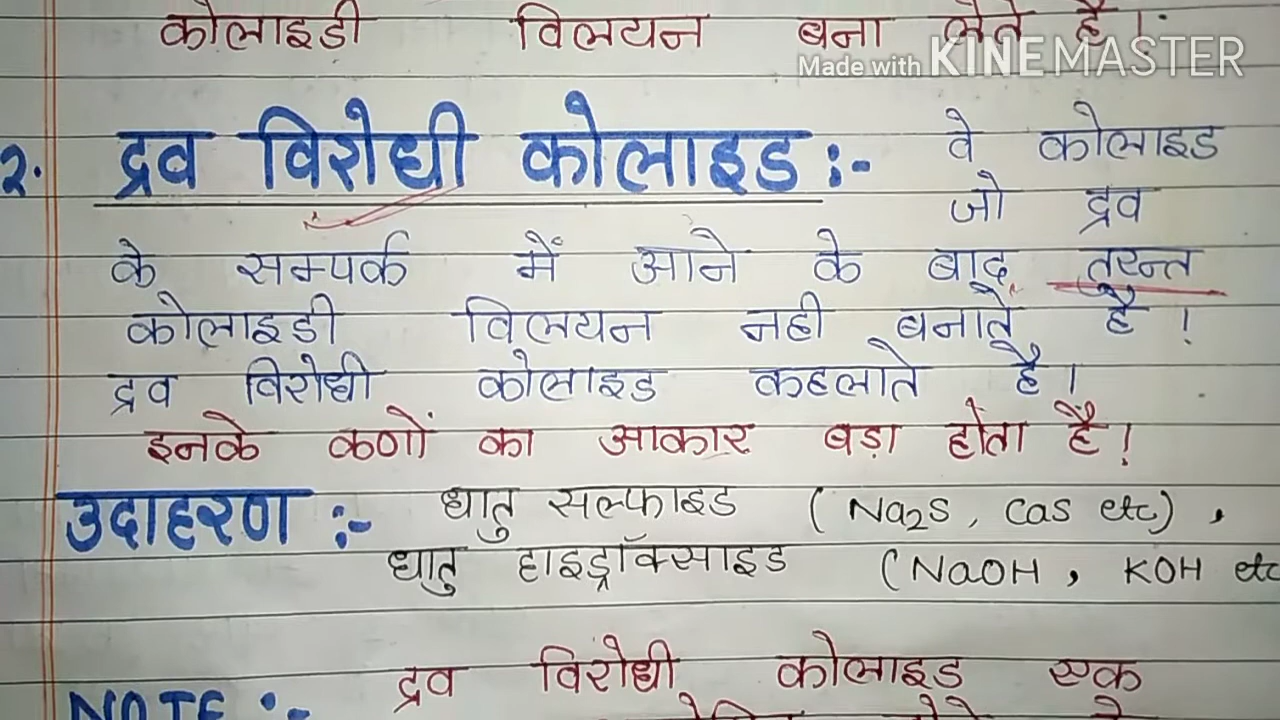 कोलाइडी विलयन बना लेते है।
Made with KINEMASTER
२. द्रव विरोधी कोलाइड :- वे कोलाइड
जो द्रव
के सम्पर्क में आने के बाद तुरन्त
कोलाइडी विलयन नही बनाते है !
द्रव विरोधी कोलाइड कहलाते है।
इनके कणों का आकार बड़ा होता है!
उदाहरण :- धातु सल्फाइड (Na₂S, Cas etc),
धातु हाइड्रॉक्साइड (NaOH, KOH etc
NOTE :- द्रव विरोधी कोलाइड एक